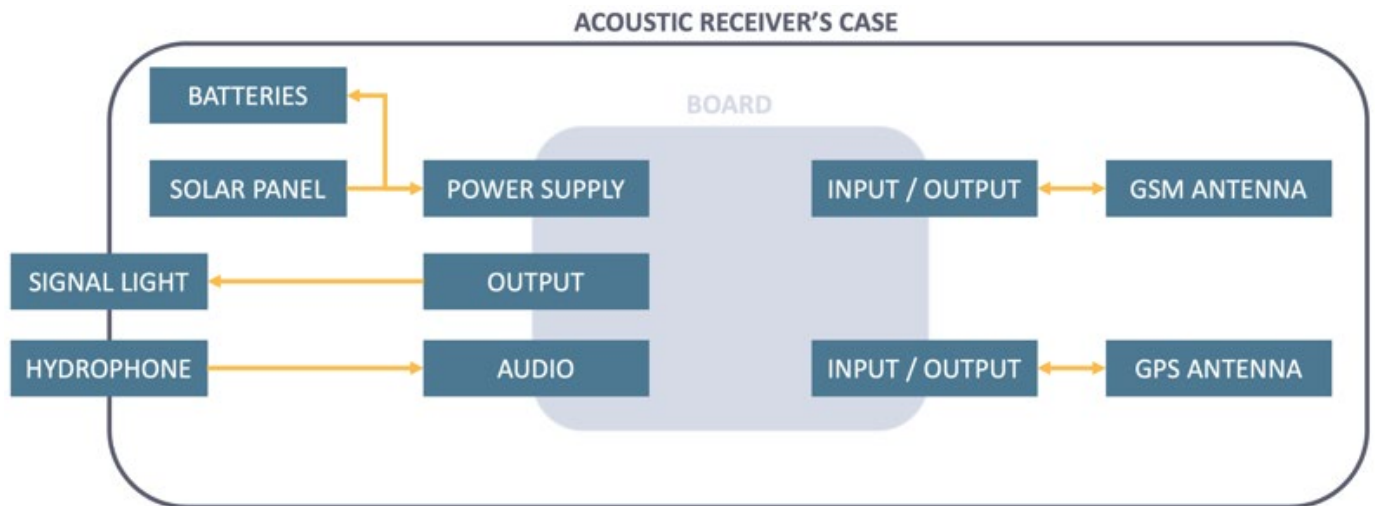 ACOUSTIC RECEIVER’S CASE
BATTERIES
BOARD
SOLAR PANEL
POWER SUPPLY
INPUT / OUTPUT
GSM ANTENNA
SIGNAL LIGHT
OUTPUT
HYDROPHONE
AUDIO
INPUT / OUTPUT
GPS ANTENNA